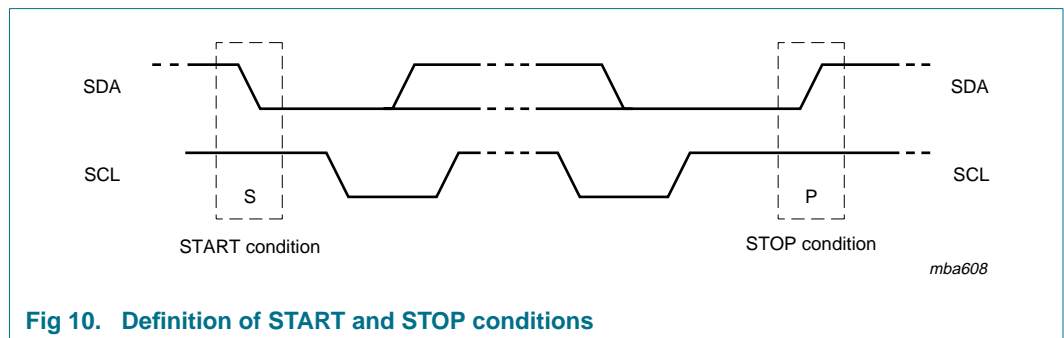 SDA SDA
SCL SCL
S P
START condition STOP condition
mba608
Fig 10. Definition of START and STOP conditions